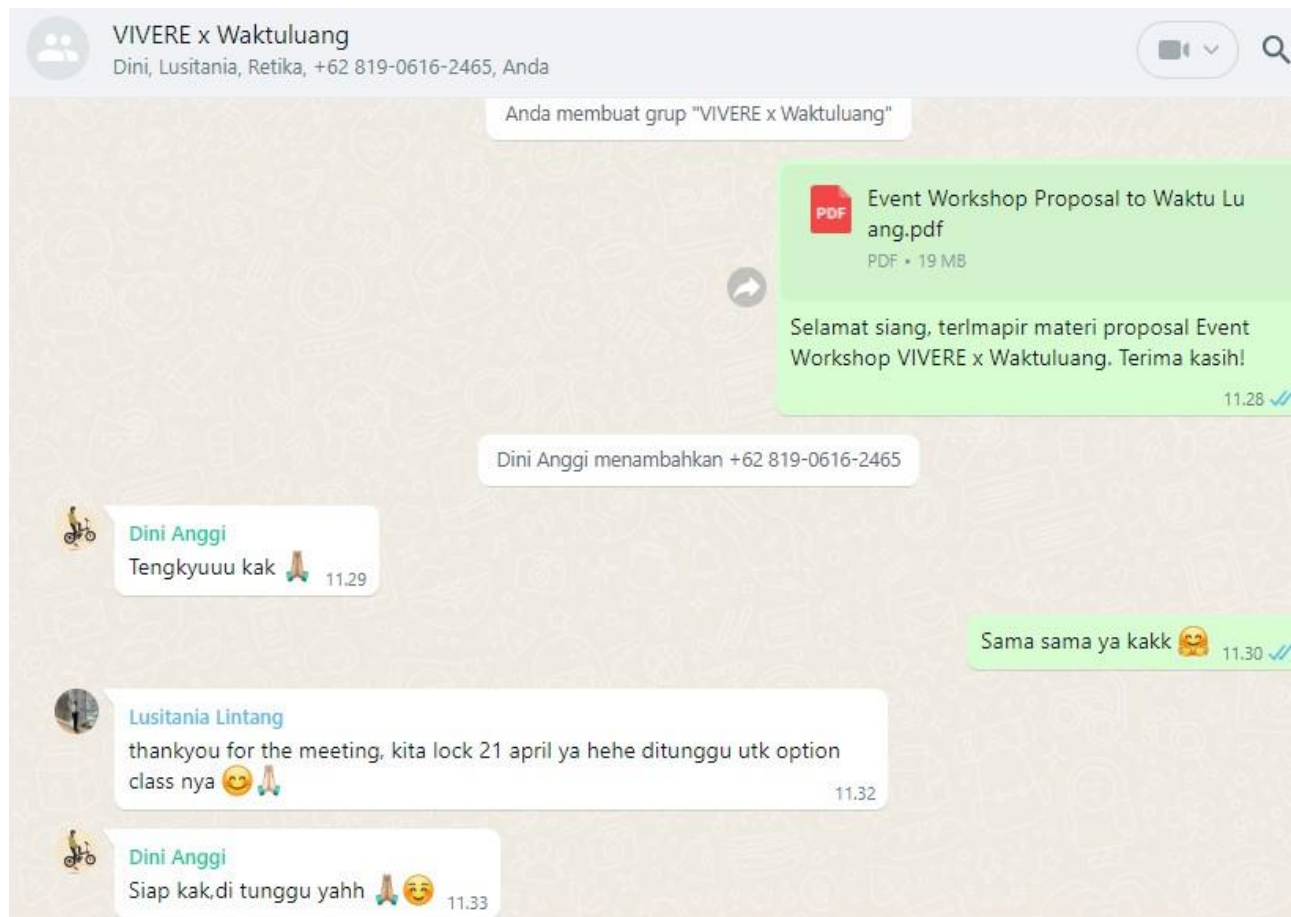 VIVERE x Waktuluang
Dini, Lusitania, Retika, +62 819-0616-2465, Anda
Anda membuat grup "VIVERE x Waktuluang"
PDF
Event Workshop Proposal to Waktu Lu
ang.pdf
PDF • 19 MB
Selamat siang, terlmapir materi proposal Event
Workshop VIVERE x Waktuluang. Terima kasih!
11.28
Dini Anggi menambahkan +62 819-0616-2465
Dini Anggi
Tengkyuuu kak 🙏🏼 11.29
Sama sama ya kakk 🤗 11.30
Lusitania Lintang
thankyou for the meeting, kita lock 21 april ya hehe ditunggu utk option
class nya 😊🙏🏻
11.32
Dini Anggi
Siap kak,di tunggu yahh 🙏🏼☺️ 11.33